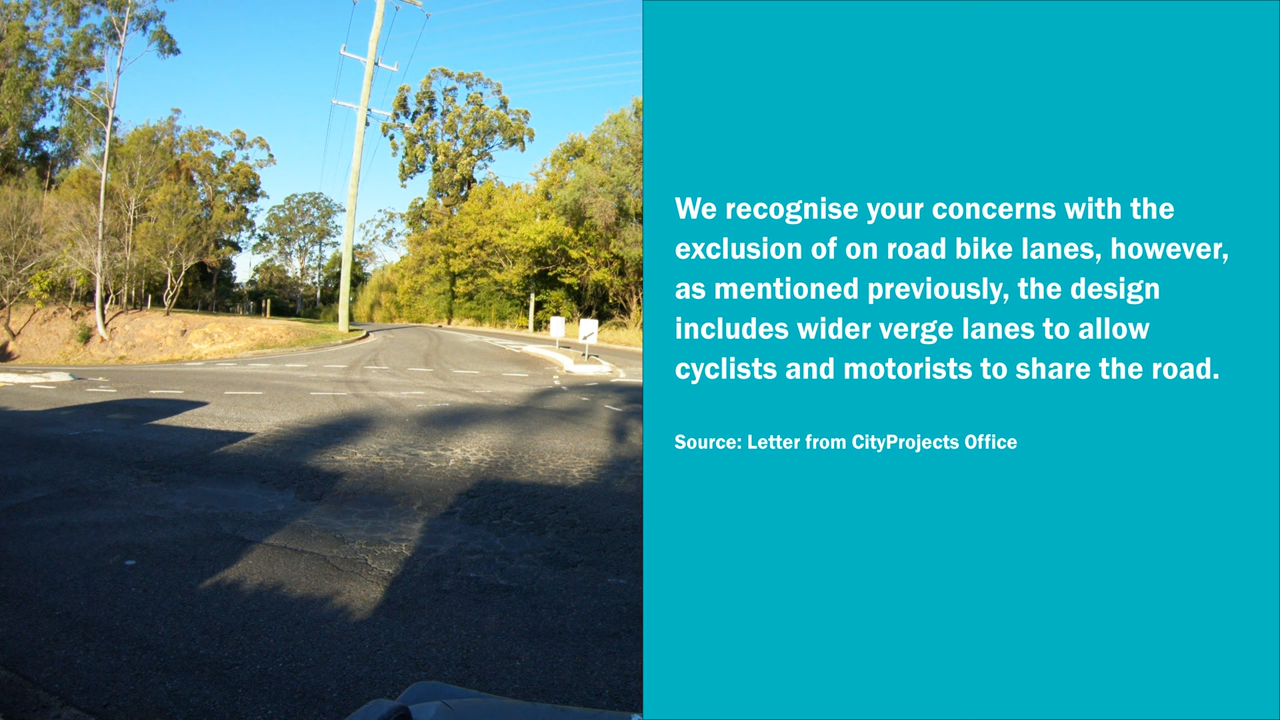 We recognise your concerns with the
exclusion of on road bike lanes, however,
as mentioned previously, the design
includes wider verge lanes to allow
cyclists and motorists to share the road.
Source: Letter from CityProjects Office